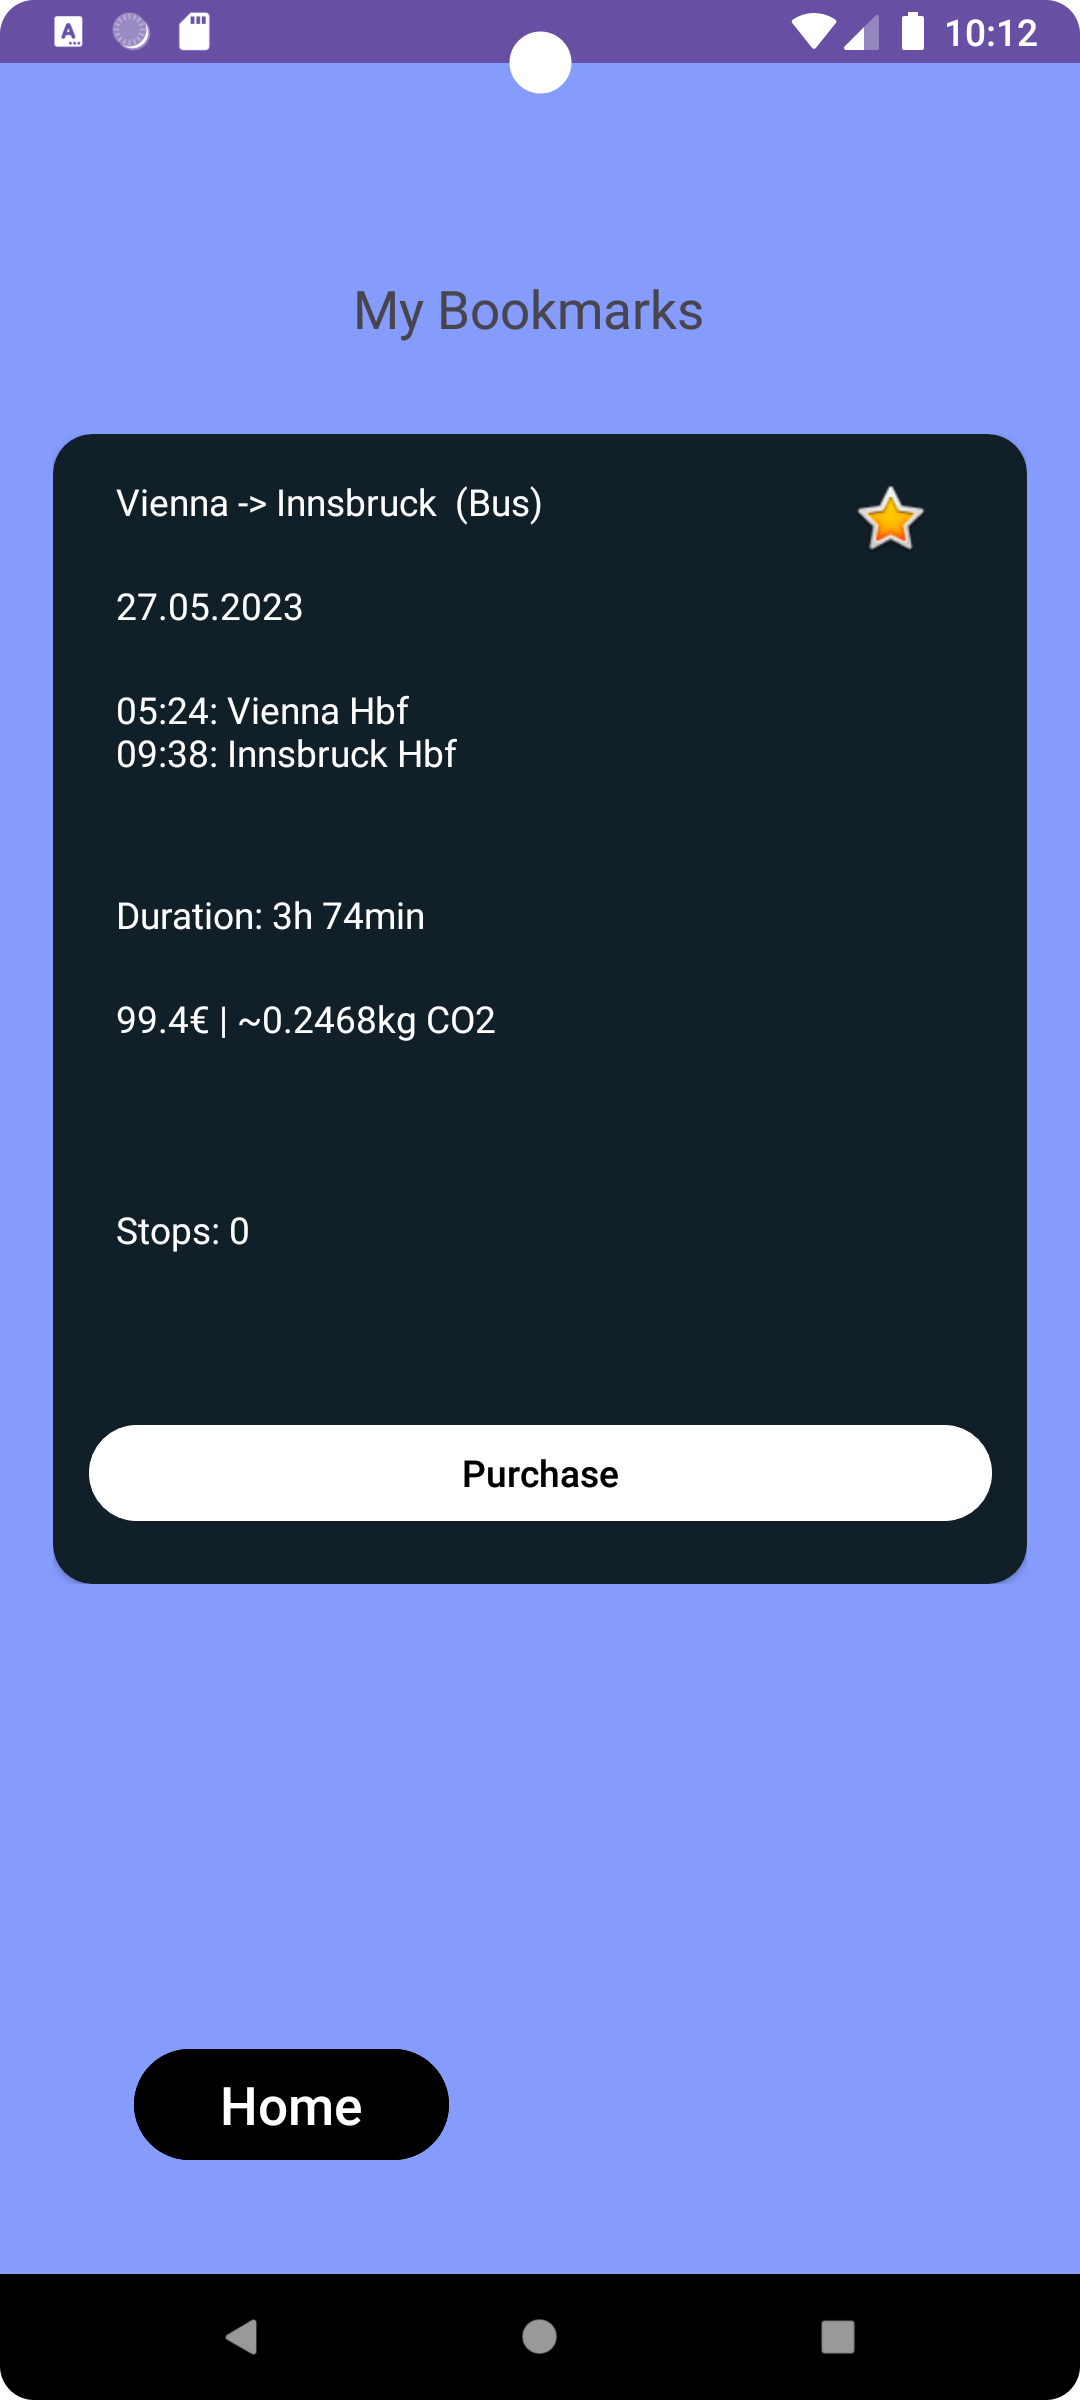 10:12
My Bookmarks
Vienna -> Innsbruck  (Bus)
27.05.2023
05:24: Vienna Hbf
09:38: Innsbruck Hbf
Duration: 3h 74min
99.4€ | ~0.2468kg CO2
Stops: 0
Purchase
Home